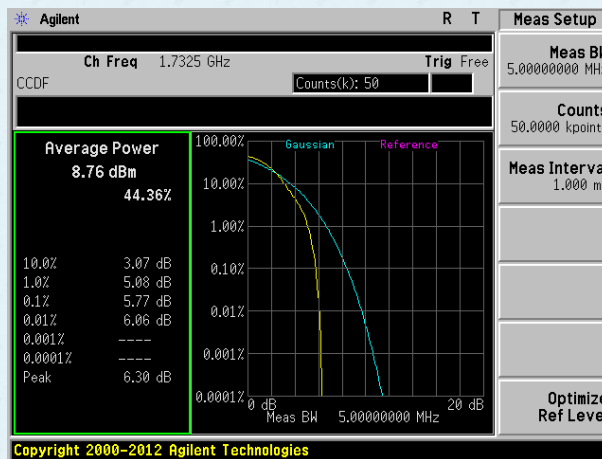 Agilent R T Meas Setup
Ch Freq 1.7325 GHz Trig Free
CCDF Counts(k): 50
Meas
5.00000000
Counts
50.0000 kpoint
Meas
1.000
Optimize
Ref
Average Power
8.76 dBm
44.36%
10.0% 3.07 dB
1.0% 5.08 dB
0.1% 5.77 dB
0.01% 6.06 dB
0.001% ----
0.0001% ----
Peak 6.30 dB
Gaussian Reference
100.00%
10.00%
1.00%
0.10%
0.01%
0.001%
0.0001%
0 dB 20 dB
Meas BW 5.00000000 MHz
Copyright 2000-2012 Agilent Technologies